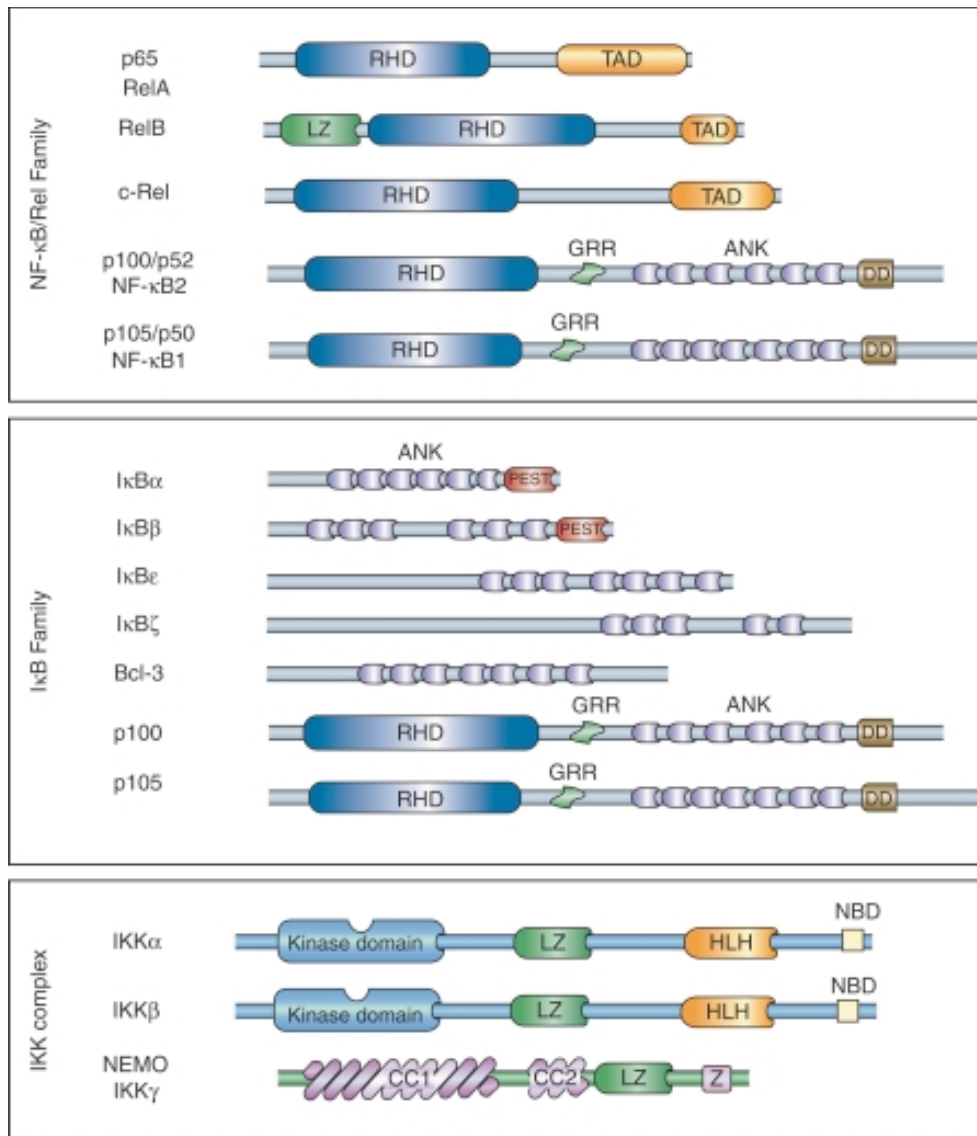 NF-κB/Rel Family
p65
RelA
RHD TAD
RelB
LZ RHD TAD
c-Rel
RHD TAD
p100/p52
NF-κB2
GRR ANK
RHD DD
p105/p50
NF-κB1
GRR
RHD DD
IκB Family
ANK
IκBα
PEST
IκBβ
PEST
IκBε
IκBζ
Bcl-3
GRR ANK
p100
RHD DD
p105
GRR
RHD DD
IKK complex
NBD
IKKα
Kinase domain LZ HLH
NBD
IKKβ
Kinase domain LZ HLH
NEMO
IKKγ
CC1 CC2 LZ Z